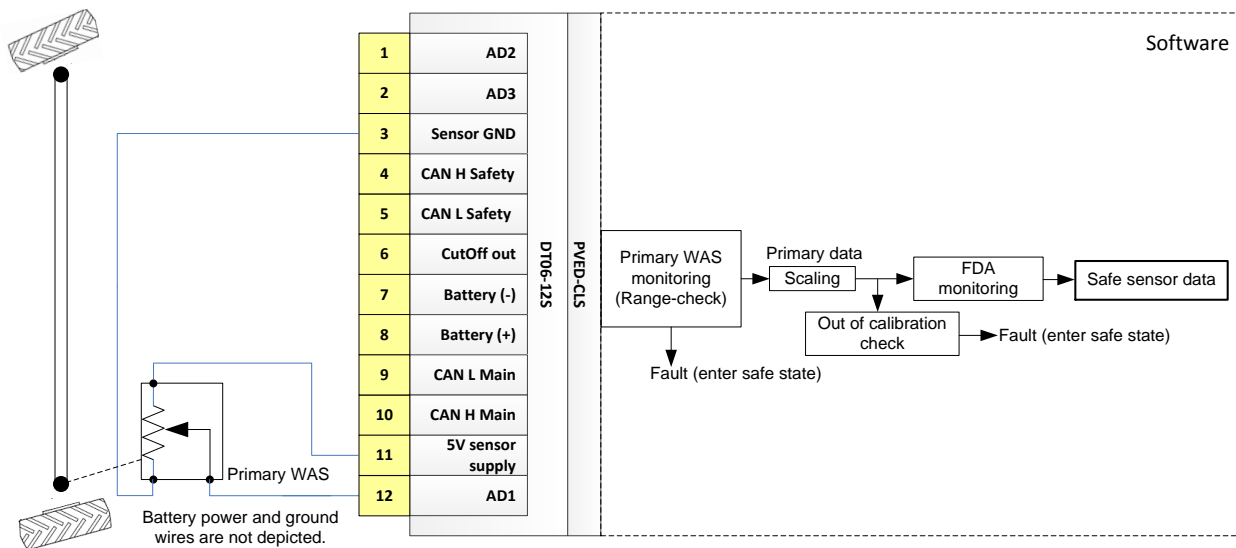 Software
1 AD2
2 AD3
3 Sensor GND
4 CAN H Safety
5 CAN L Safety
6 CutOff out
7 Battery (-)
8 Battery (+)
9 CAN L Main
10 CAN H Main
11 5V sensor
supply
12 AD1
DT06-12S
PVED-CLS
Primary WAS
monitoring
(Range-check)
Fault (enter safe state)
Primary data
Scaling
FDA
monitoring
Safe sensor data
Out of calibration
check
Fault (enter safe state)
Primary WAS
Battery power and ground
wires are not depicted.